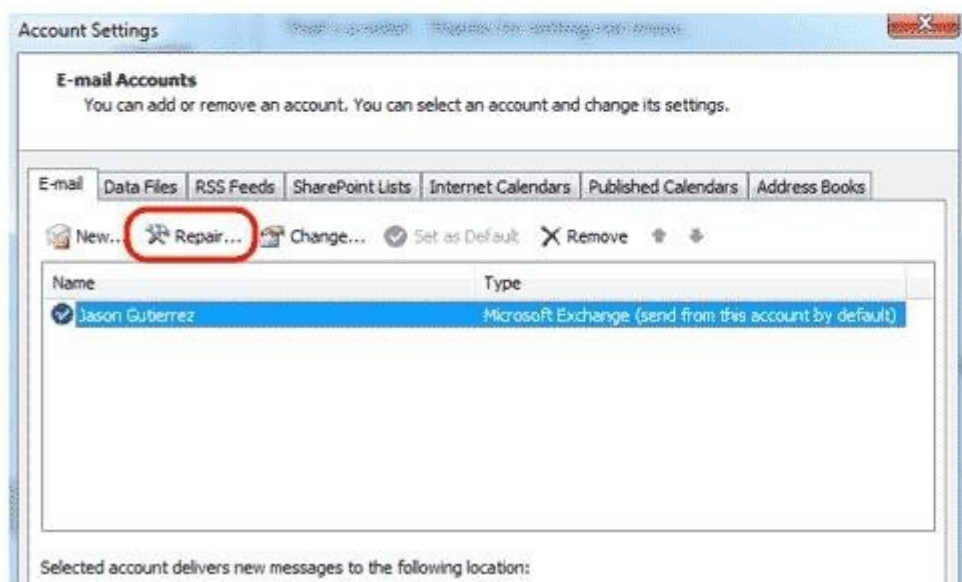 Account Settings
E-mail Accounts
You can add or remove an account. You can select an account and change its settings.
E-mail Data Files RSS Feeds SharePoint Lists Internet Calendars Published Calendars Address Books
New... Repair... Change... Set as Default Remove
Name Type
Jason Gutierrez Microsoft Exchange (send from this account by default)
Selected account delivers new messages to the following location: